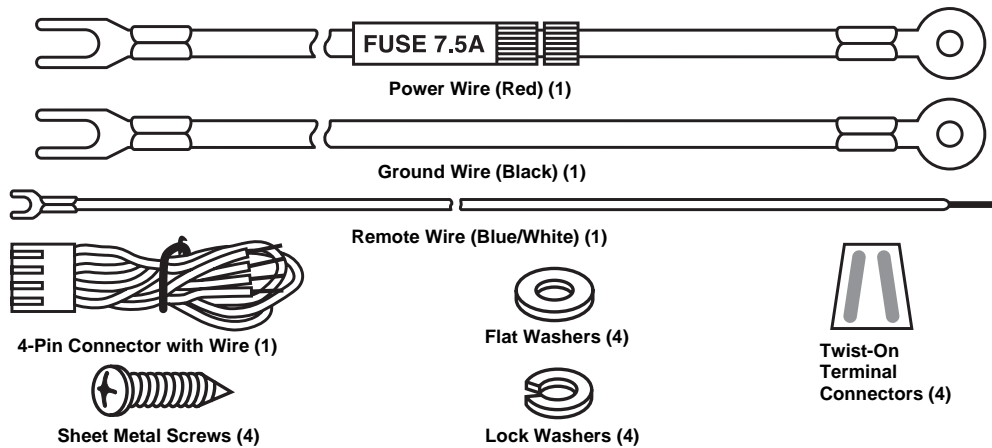 FUSE 7.5A
Power Wire (Red) (1)
Ground Wire (Black) (1)
Remote Wire (Blue/White) (1)
4-Pin Connector with Wire (1)
Flat Washers (4)
Twist-On
Terminal
Connectors (4)
Sheet Metal Screws (4)
Lock Washers (4)